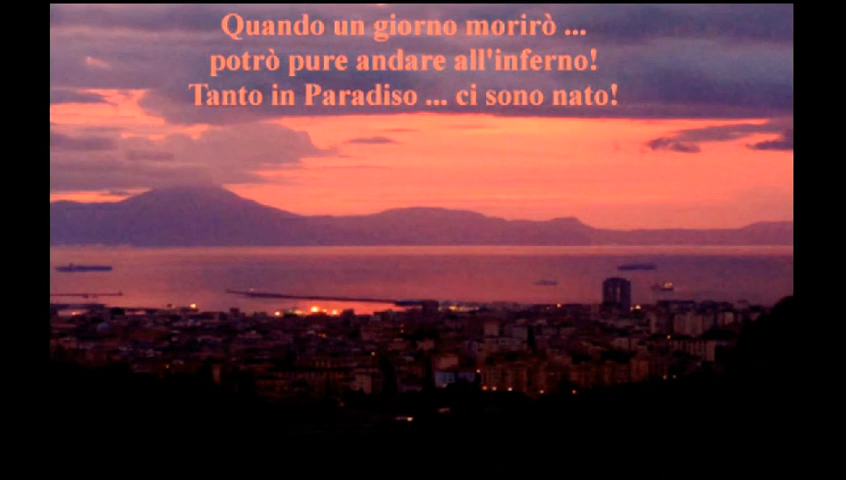 Quando un giorno morirò ...
potrò pure andare all'inferno!
Tanto in Paradiso ... ci sono nato!